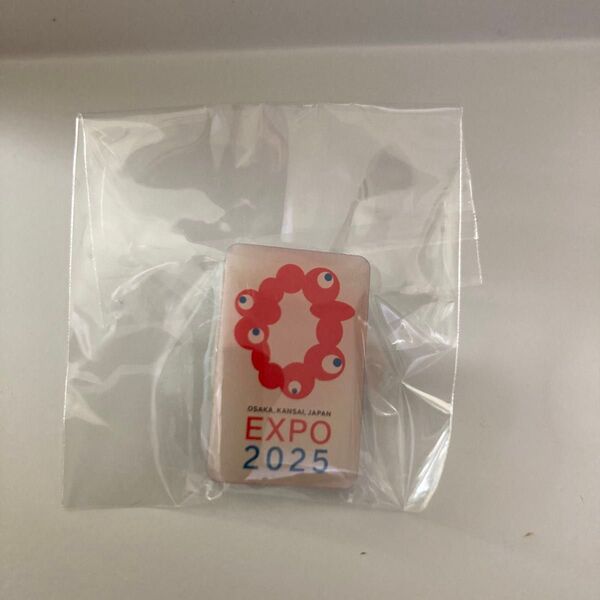 OSAKA, KANSAI, JAPAN
EXPO
2025